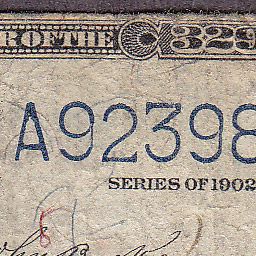 R OF THE 329
A92398
SERIES OF 1902